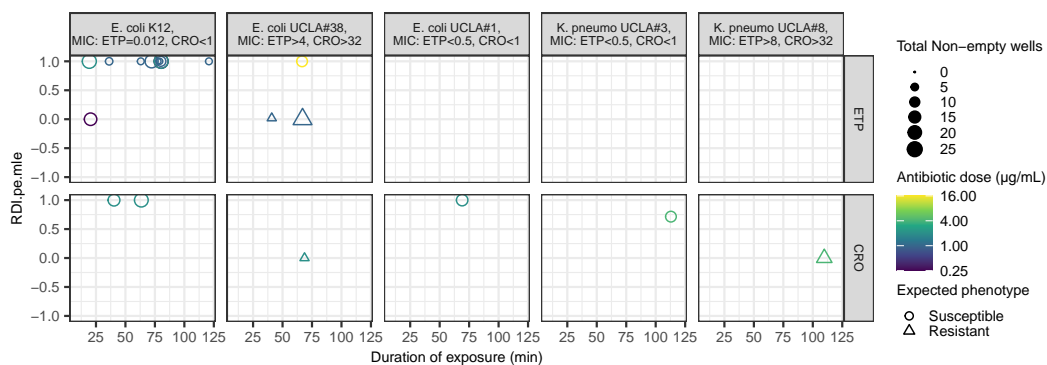 E. coli K12,
MIC: ETP=0.012, CRO<1
E. coli UCLA#38,
MIC: ETP>4, CRO>32
E. coli UCLA#1,
MIC: ETP<0.5, CRO<1
K. pneumo UCLA#3,
MIC: ETP<0.5, CRO<1
K. pneumo UCLA#8,
MIC: ETP>8, CRO>32
RDI.pe.mle
1.0
0.5
0.0
−0.5
−1.0
ETP
1.0
0.5
0.0
−0.5
−1.0
CRO
25 50 75 100 125
25 50 75 100 125
25 50 75 100 125
25 50 75 100 125
25 50 75 100 125
Duration of exposure (min)
Total Non−empty wells
0
5
10
15
20
25
Antibiotic dose (μg/mL)
16.00
4.00
1.00
0.25
Expected phenotype
Susceptible
Resistant